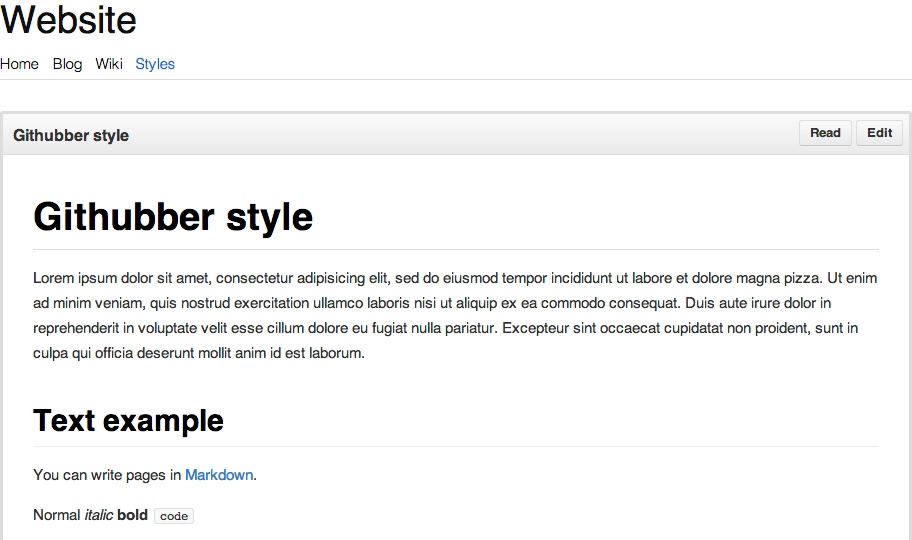 Website
Home Blog Wiki Styles
Githubber style Read Edit
Githubber style
Lorem ipsum dolor sit amet, consectetur adipisicing elit, sed do eiusmod tempor incididunt ut labore et dolore magna pizza. Ut enim
ad minim veniam, quis nostrud exercitation ullamco laboris nisi ut aliquip ex ea commodo consequat. Duis aute irure dolor in
reprehenderit in voluptate velit esse cillum dolore eu fugiat nulla pariatur. Excepteur sint occaecat cupidatat non proident, sunt in
culpa qui officia deserunt mollit anim id est laborum.
Text example
You can write pages in Markdown.
Normal italic bold code